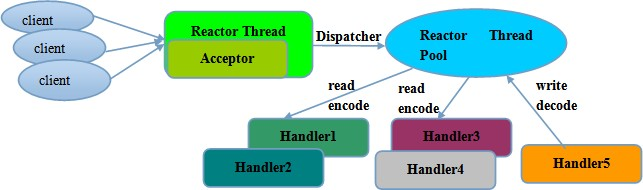 client
client
client
Reactor Thread
Acceptor
Dispatcher
Reactor Thread
Pool
read
encode
read
encode
write
decode
Handler1
Handler2
Handler3
Handler4
Handler5